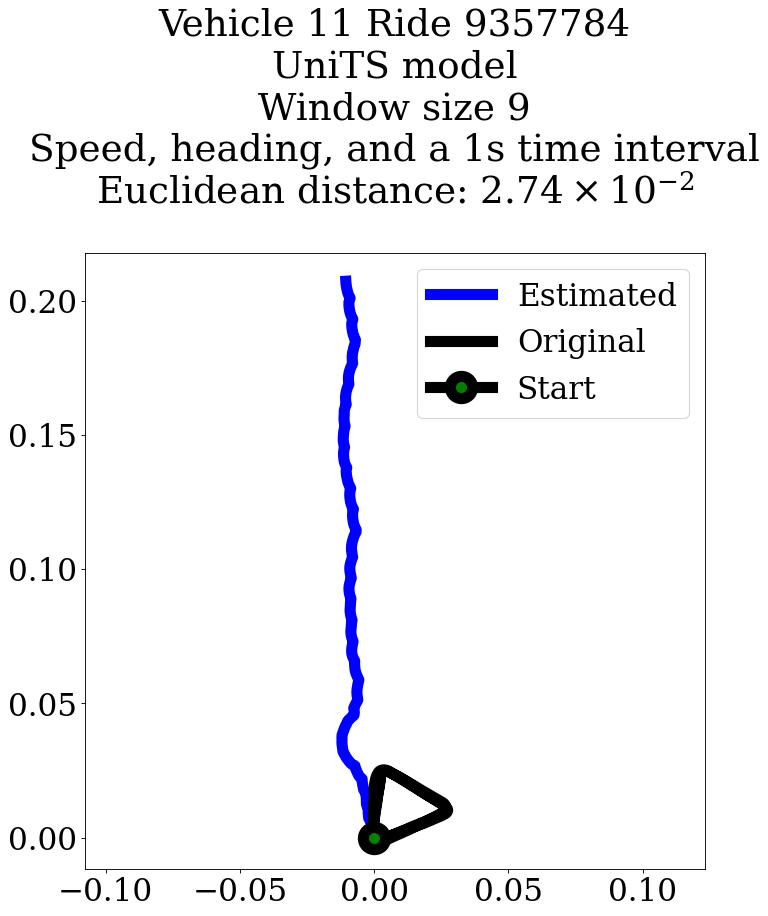 Vehicle 11 Ride 9357784
UniTS model
Window size 9
Speed, heading, and a 1s time interval
Euclidean distance: 2.74 × 10⁻²
Estimated
Original
Start
0.20
0.15
0.10
0.05
0.00
−0.10 −0.05 0.00 0.05 0.10